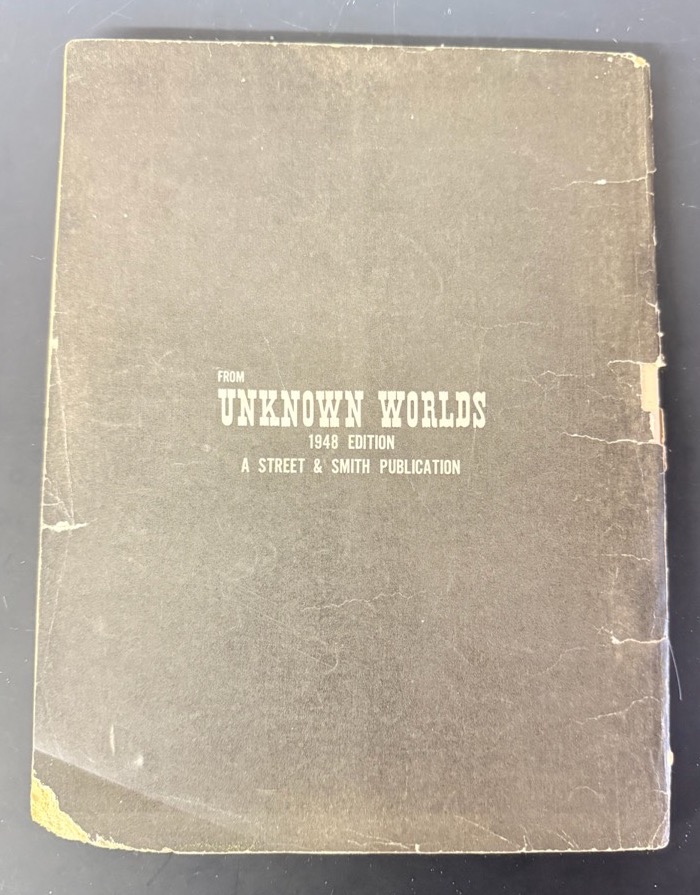 FROM
UNKNOWN WORLDS
1948 EDITION
A STREET & SMITH PUBLICATION